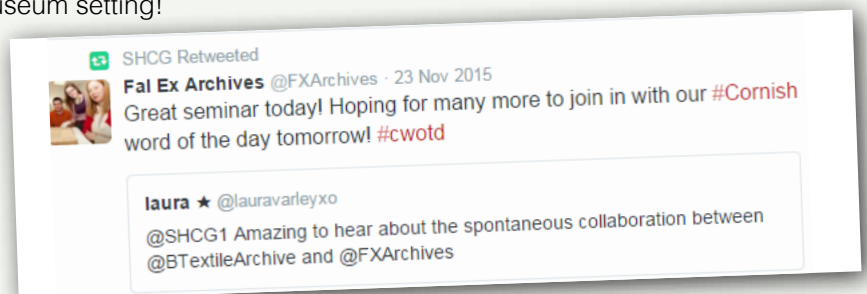 useum setting!
SHCG Retweeted
Fal Ex Archives @FXArchives · 23 Nov 2015
Great seminar today! Hoping for many more to join in with our #Cornish
word of the day tomorrow! #cwotd
laura ★ @lauravarleyxo
@SHCG1 Amazing to hear about the spontaneous collaboration between
@BTextileArchive and @FXArchives